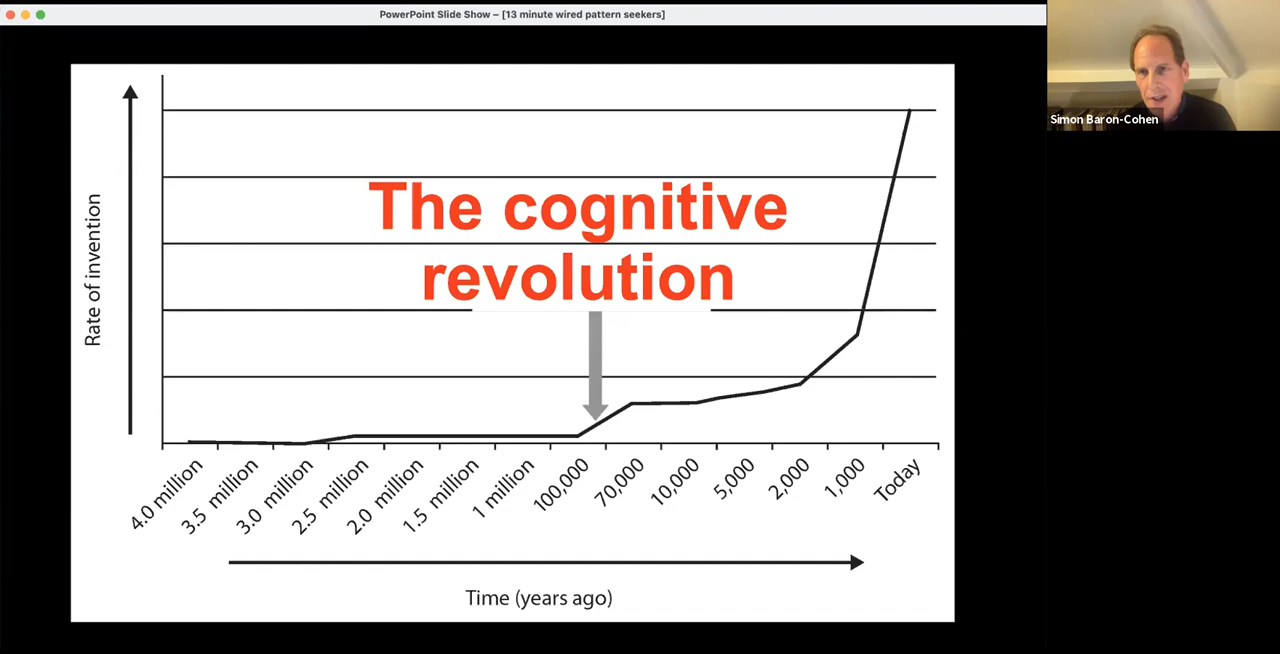 PowerPoint Slide Show – [13 minute wired pattern seekers]
Simon Baron-Cohen
The cognitive
revolution
Rate of invention
4.0 million
3.5 million
3.0 million
2.5 million
2.0 million
1.5 million
1 million
100,000
70,000
10,000
5,000
2,000
1,000
Today
Time (years ago)